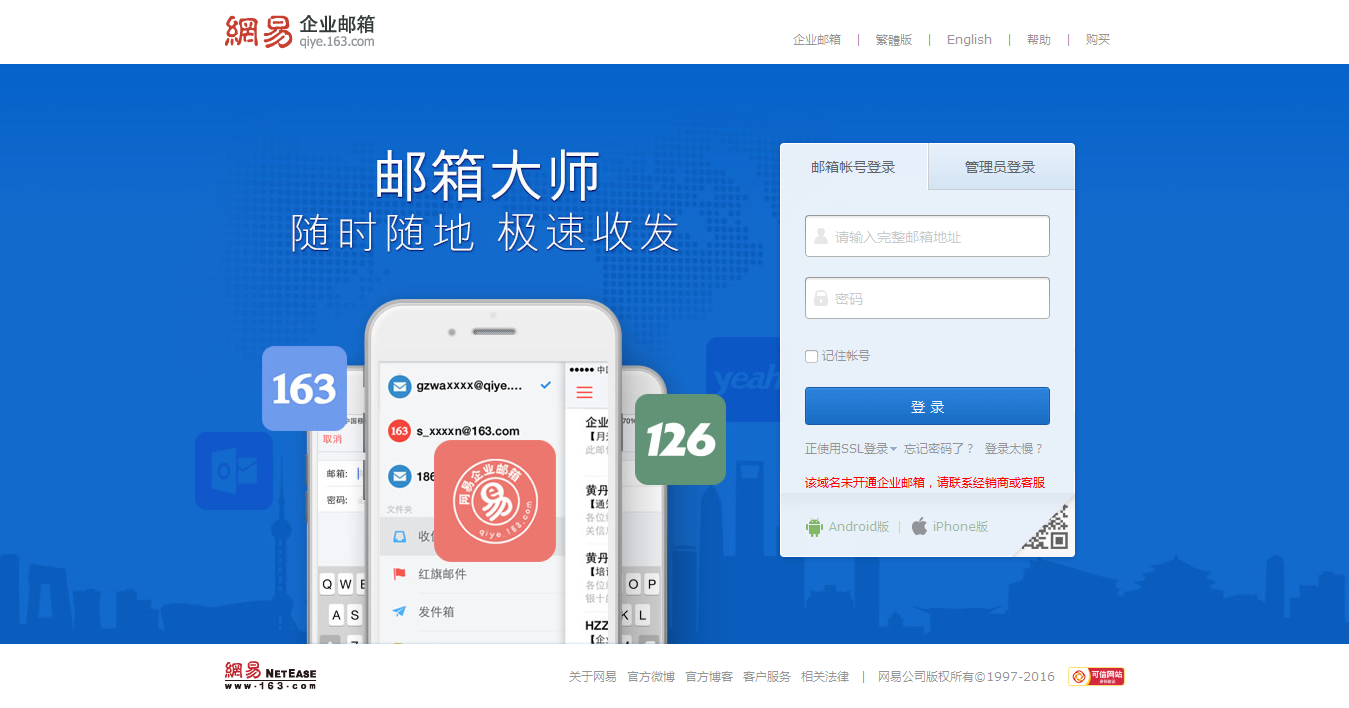 網易 企业邮箱
qiye.163.com
企业邮箱 | 繁體版 | English | 帮助 | 购买
邮箱大师
随时随地 极速收发
邮箱帐号登录
管理员登录
请输入完整邮箱地址
密码
记住帐号
登 录
正使用SSL登录 忘记密码了？ 登录太慢？
该域名未开通企业邮箱，请联系经销商或客服
Android版 | iPhone版
163
126
yeah
取消
邮箱:
密码:
gzwaxxxx@qiye....
163 s_xxxxn@163.com
186
文件夹
收
红旗邮件
发件箱
网易企业邮箱
易
qiye.163.com
中国
企业
【月
此邮
黄丹
【通知
各位
关信息
黄丹
【培
各位
银十的
HZZ
【企
70%
Q W E
A S
Z
O P
K L
網易 NETEASE
www.163.com
关于网易 官方微博 官方博客 客户服务 相关法律 | 网易公司版权所有©1997-2016
可信网站